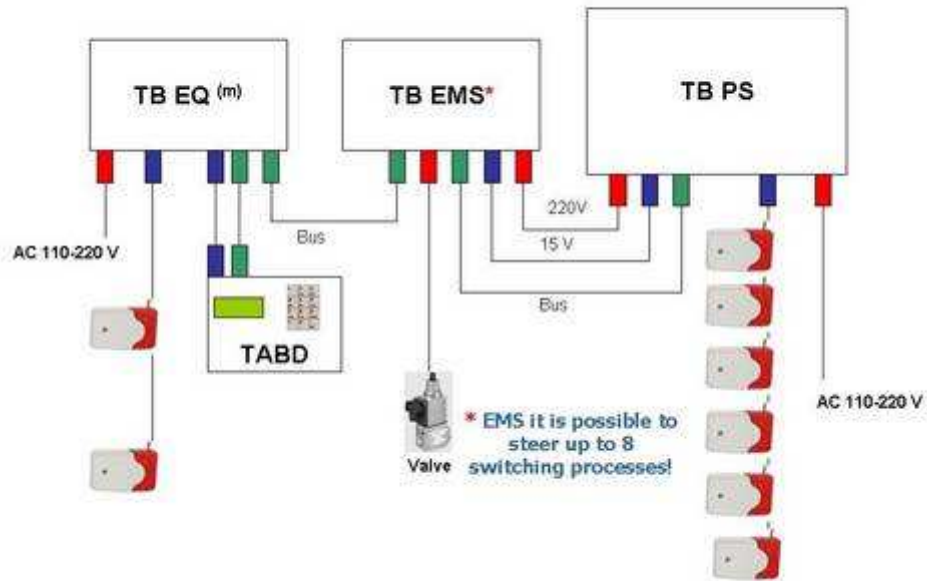 TB EQ (m)
TB EMS*
TB PS
220V
15 V
Bus
Bus
AC 110-220 V
TABD
AC 110-220 V
Valve
* EMS it is possible to
steer up to 8
switching processes!